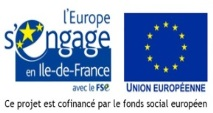 l'Europe
s'engage
en Ile-de-France
avec le FSe
UNION EUROPÉENNE
Ce projet est cofinancé par le fonds social européen